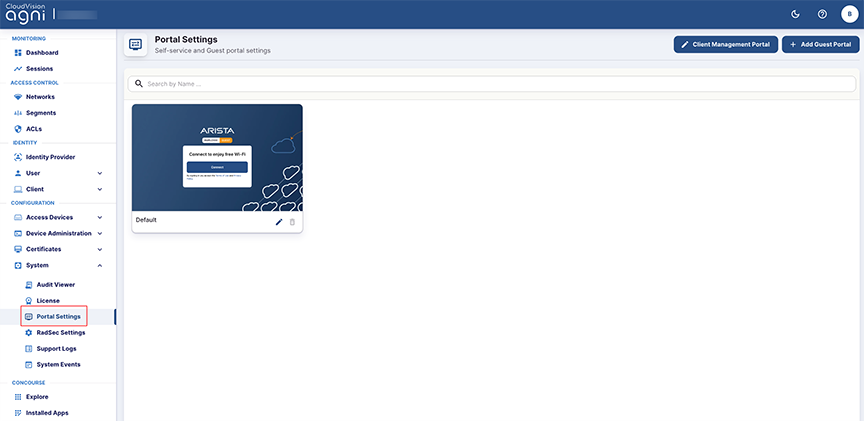 CloudVision
agni
B
MONITORING
Dashboard
Sessions
ACCESS CONTROL
Networks
Segments
ACLs
IDENTITY
Identity Provider
User
Client
CONFIGURATION
Access Devices
Device Administration
Certificates
System
Audit Viewer
License
Portal Settings
RadSec Settings
Support Logs
System Events
CONCOURSE
Explore
Installed Apps
Portal Settings
Self-service and Guest portal settings
Client Management Portal
Add Guest Portal
Search by Name ...
ARISTA
Connect to enjoy free Wi-Fi
Connect
Default